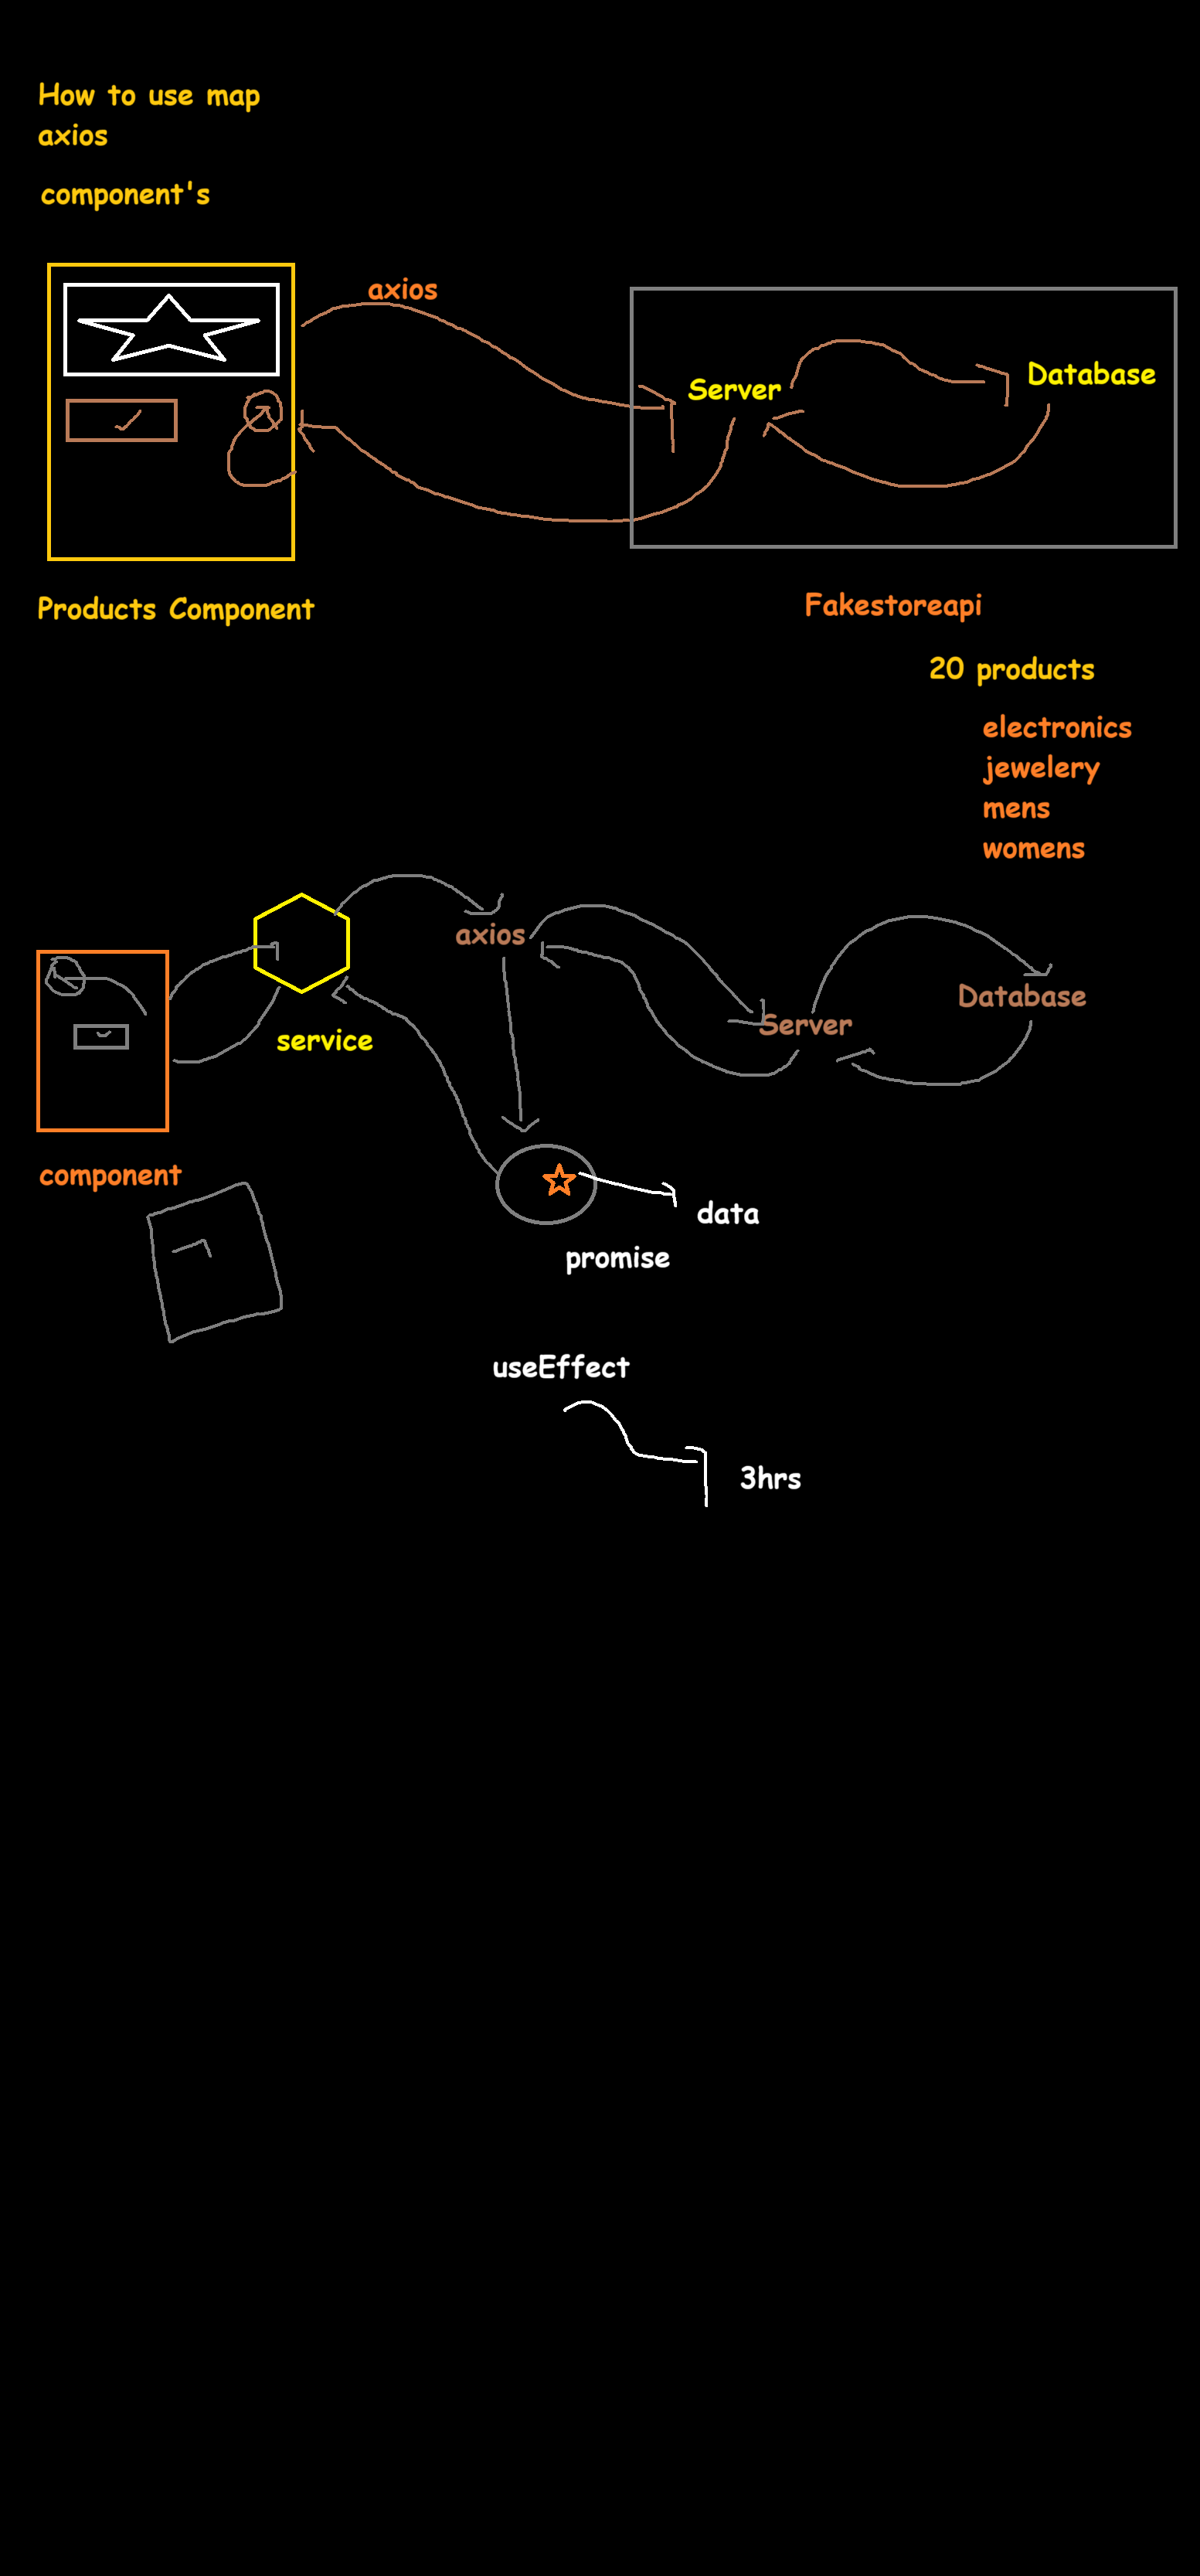 How to use map
axios
component's
axios
Server
Database
Products Component
Fakestoreapi
20 products
electronics
jewelery
mens
womens
axios
Database
Server
service
component
data
promise
useEffect
3hrs